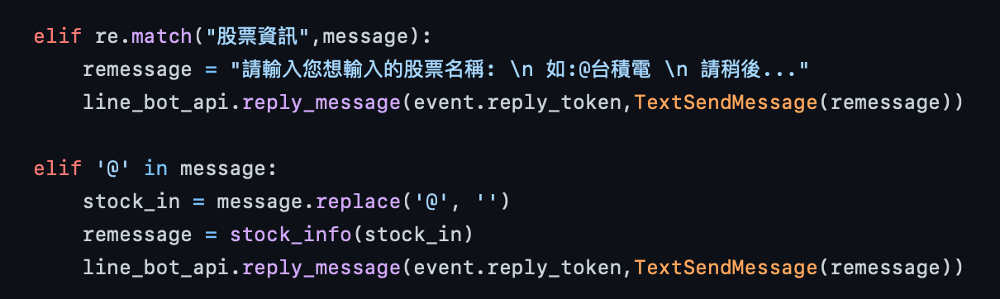 elif re.match("股票資訊",message):
    remessage = "請輸入您想輸入的股票名稱: \n 如:@台積電 \n 請稍後..."
    line_bot_api.reply_message(event.reply_token,TextSendMessage(remessage))

elif '@' in message:
    stock_in = message.replace('@', '')
    remessage = stock_info(stock_in)
    line_bot_api.reply_message(event.reply_token,TextSendMessage(remessage))